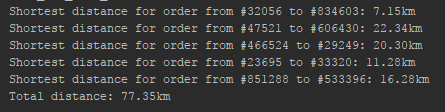 Shortest distance for order from #32056 to #834603: 7.15km
Shortest distance for order from #47521 to #606430: 22.34km
Shortest distance for order from #466524 to #29249: 20.30km
Shortest distance for order from #23695 to #33320: 11.28km
Shortest distance for order from #851288 to #533396: 16.28km
Total distance: 77.35km